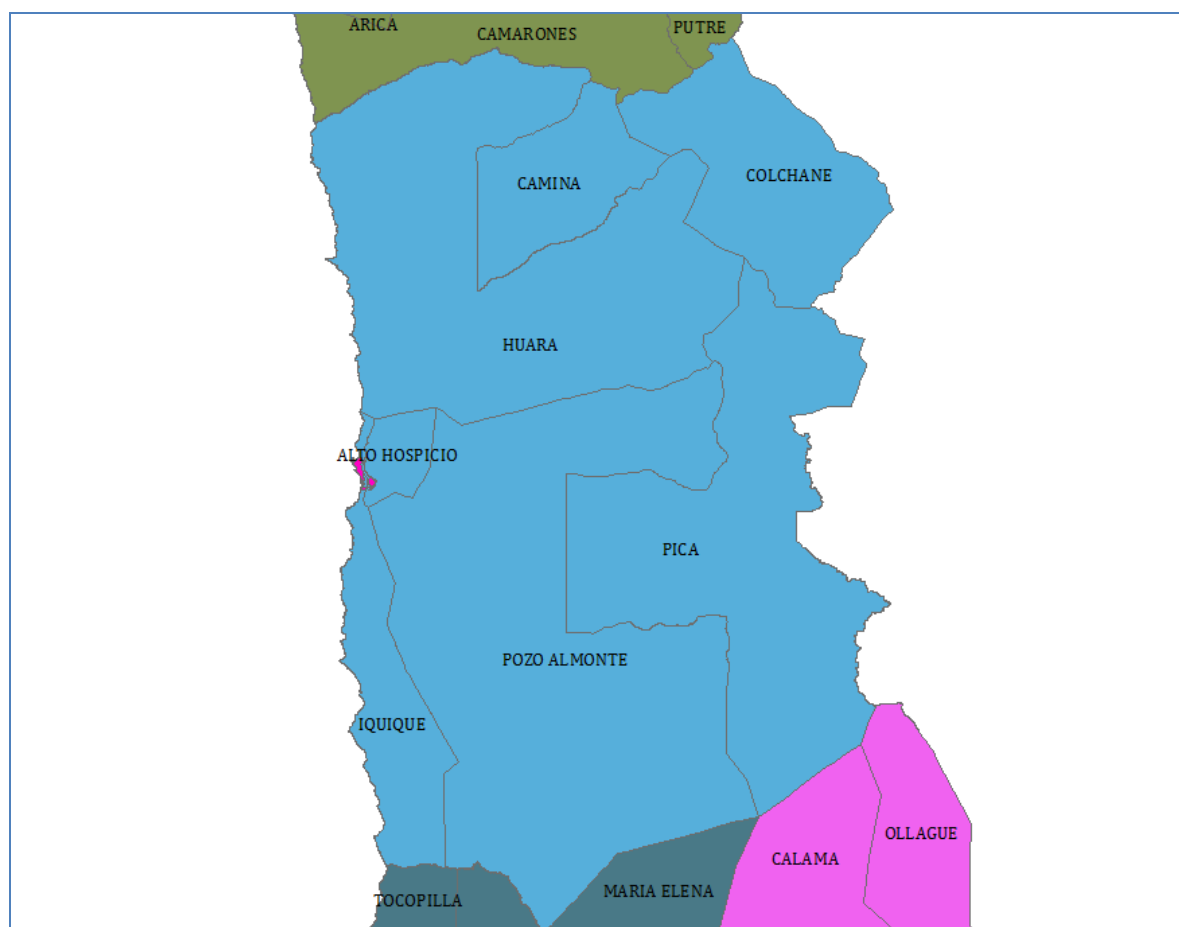 ARICA
CAMARONES
PUTRE
CAMINA
COLCHANE
HUARA
ALTO HOSPICIO
PICA
POZO ALMONTE
IQUIQUE
OLLAGUE
CALAMA
MARIA ELENA
TOCOPILLA